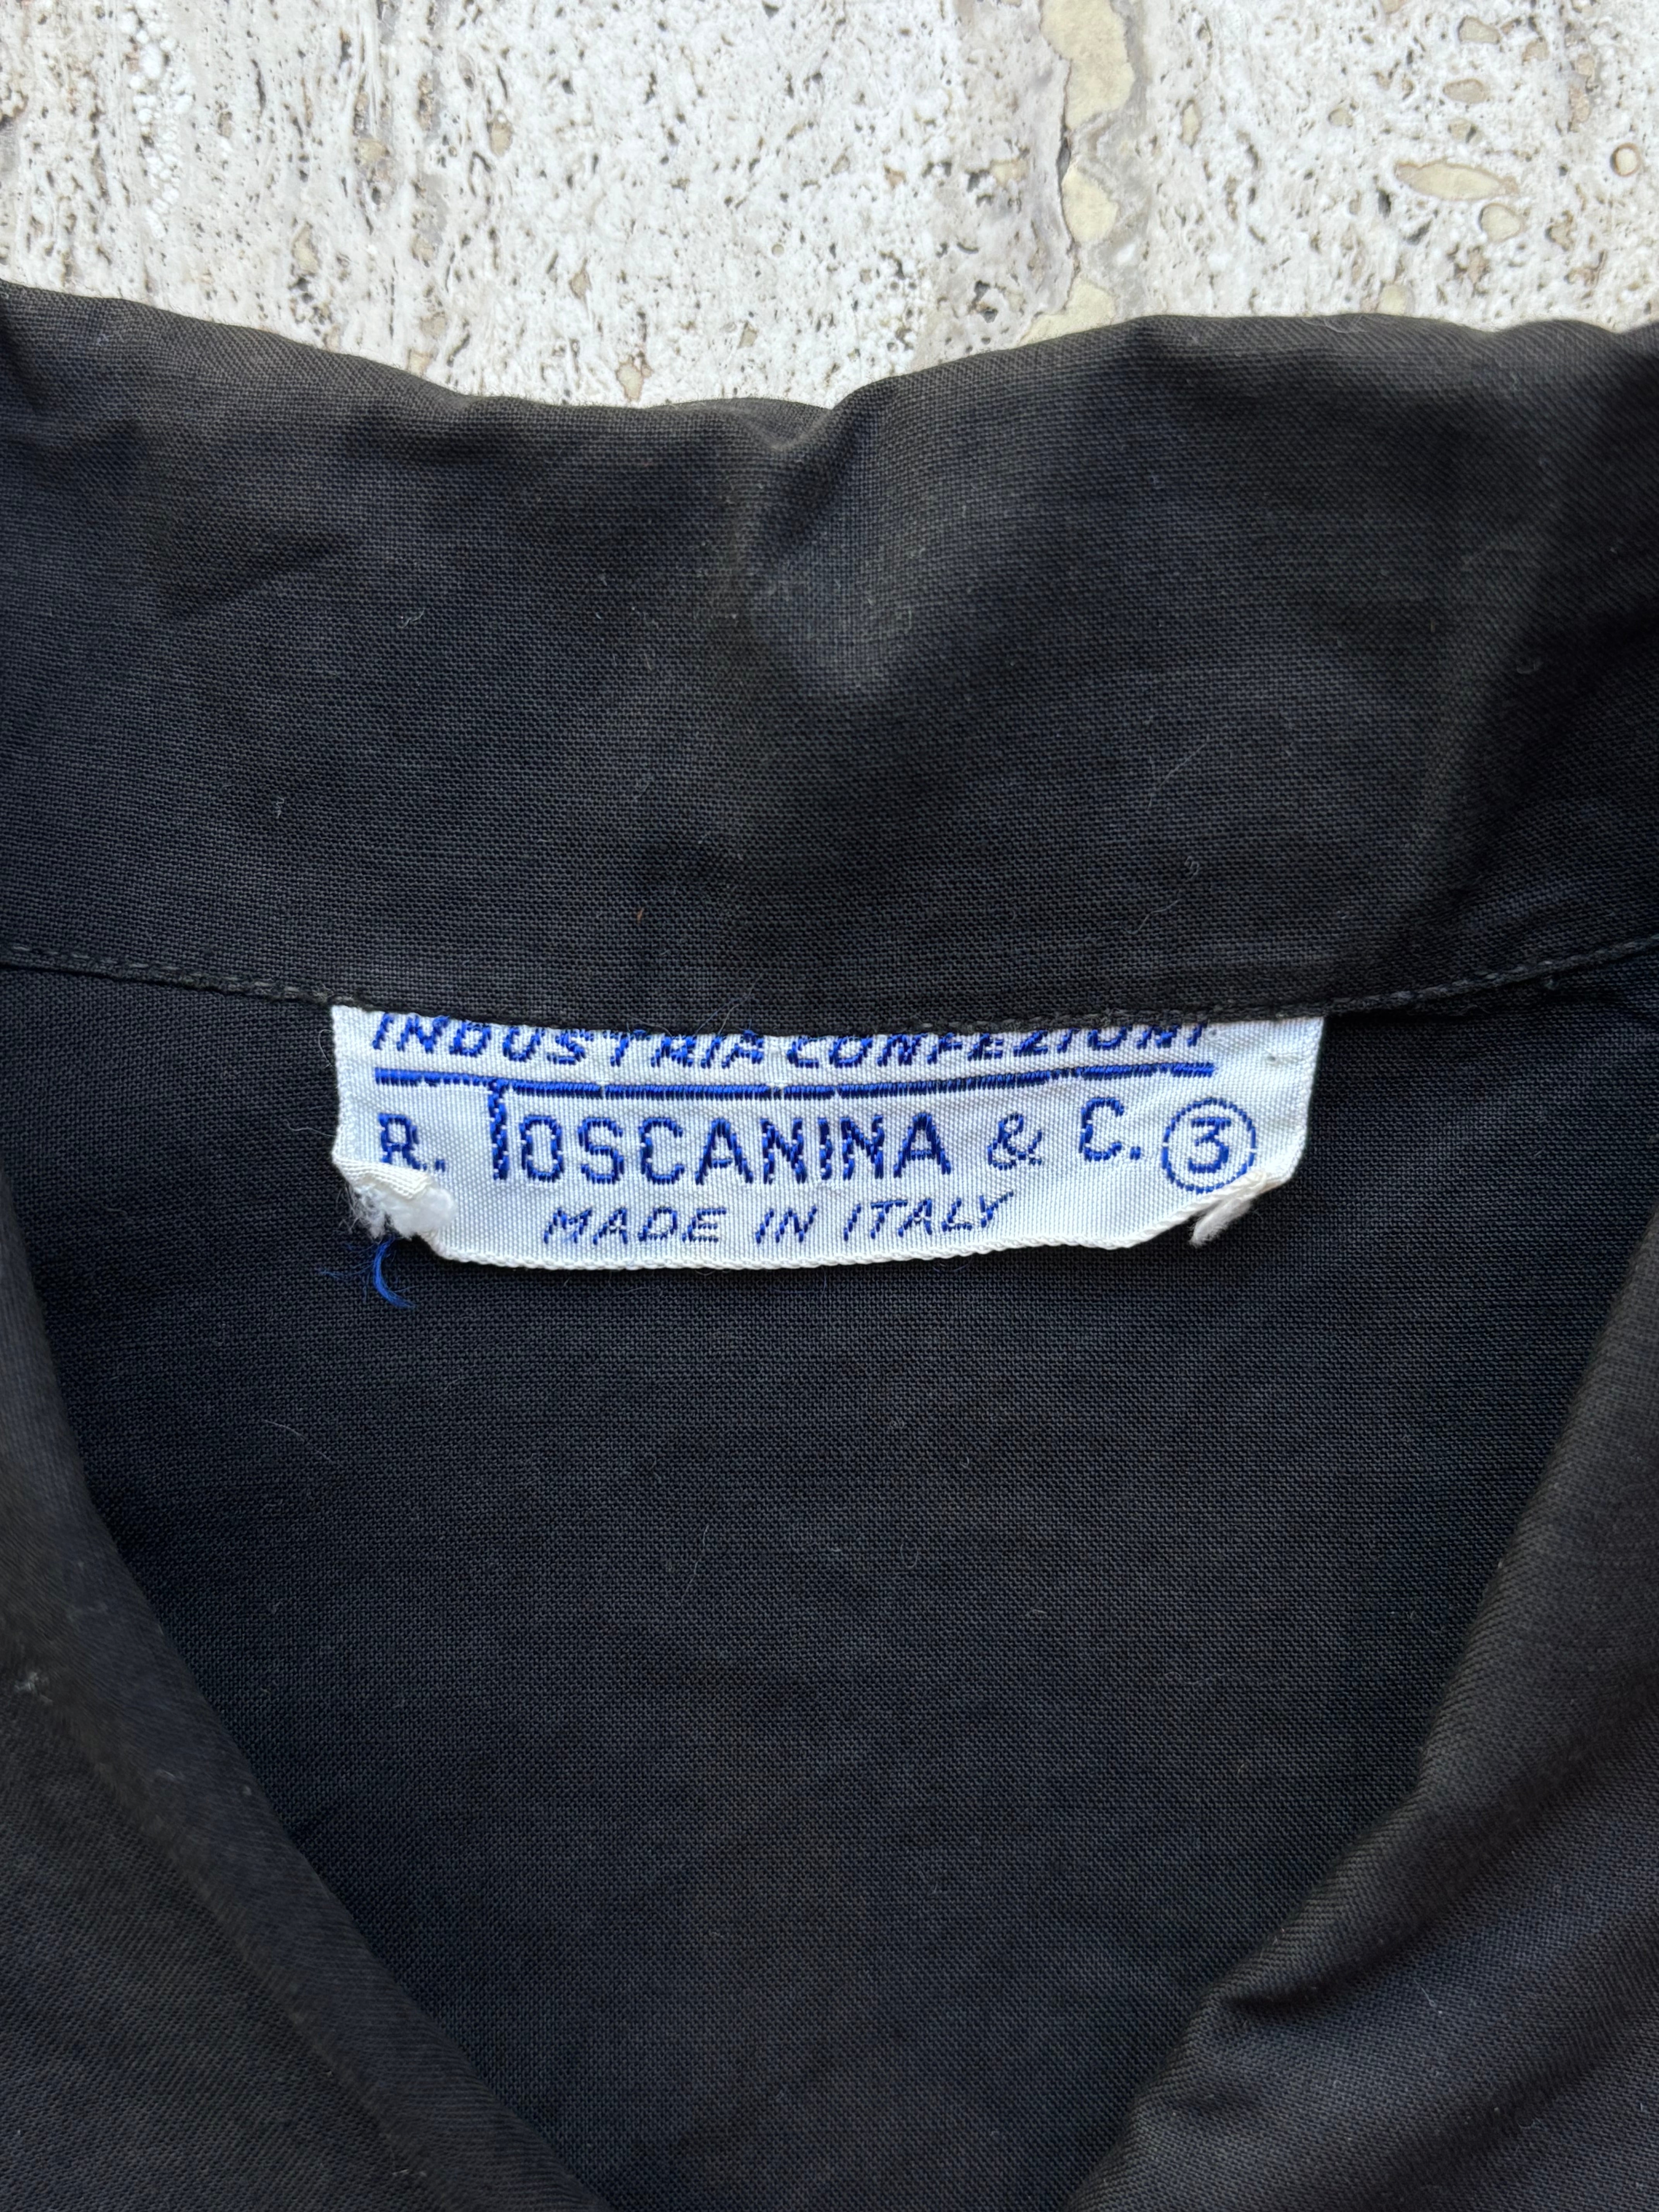 INDUSTRIA CONFEZIONI
R. TOSCANINA & C. 3
MADE IN ITALY